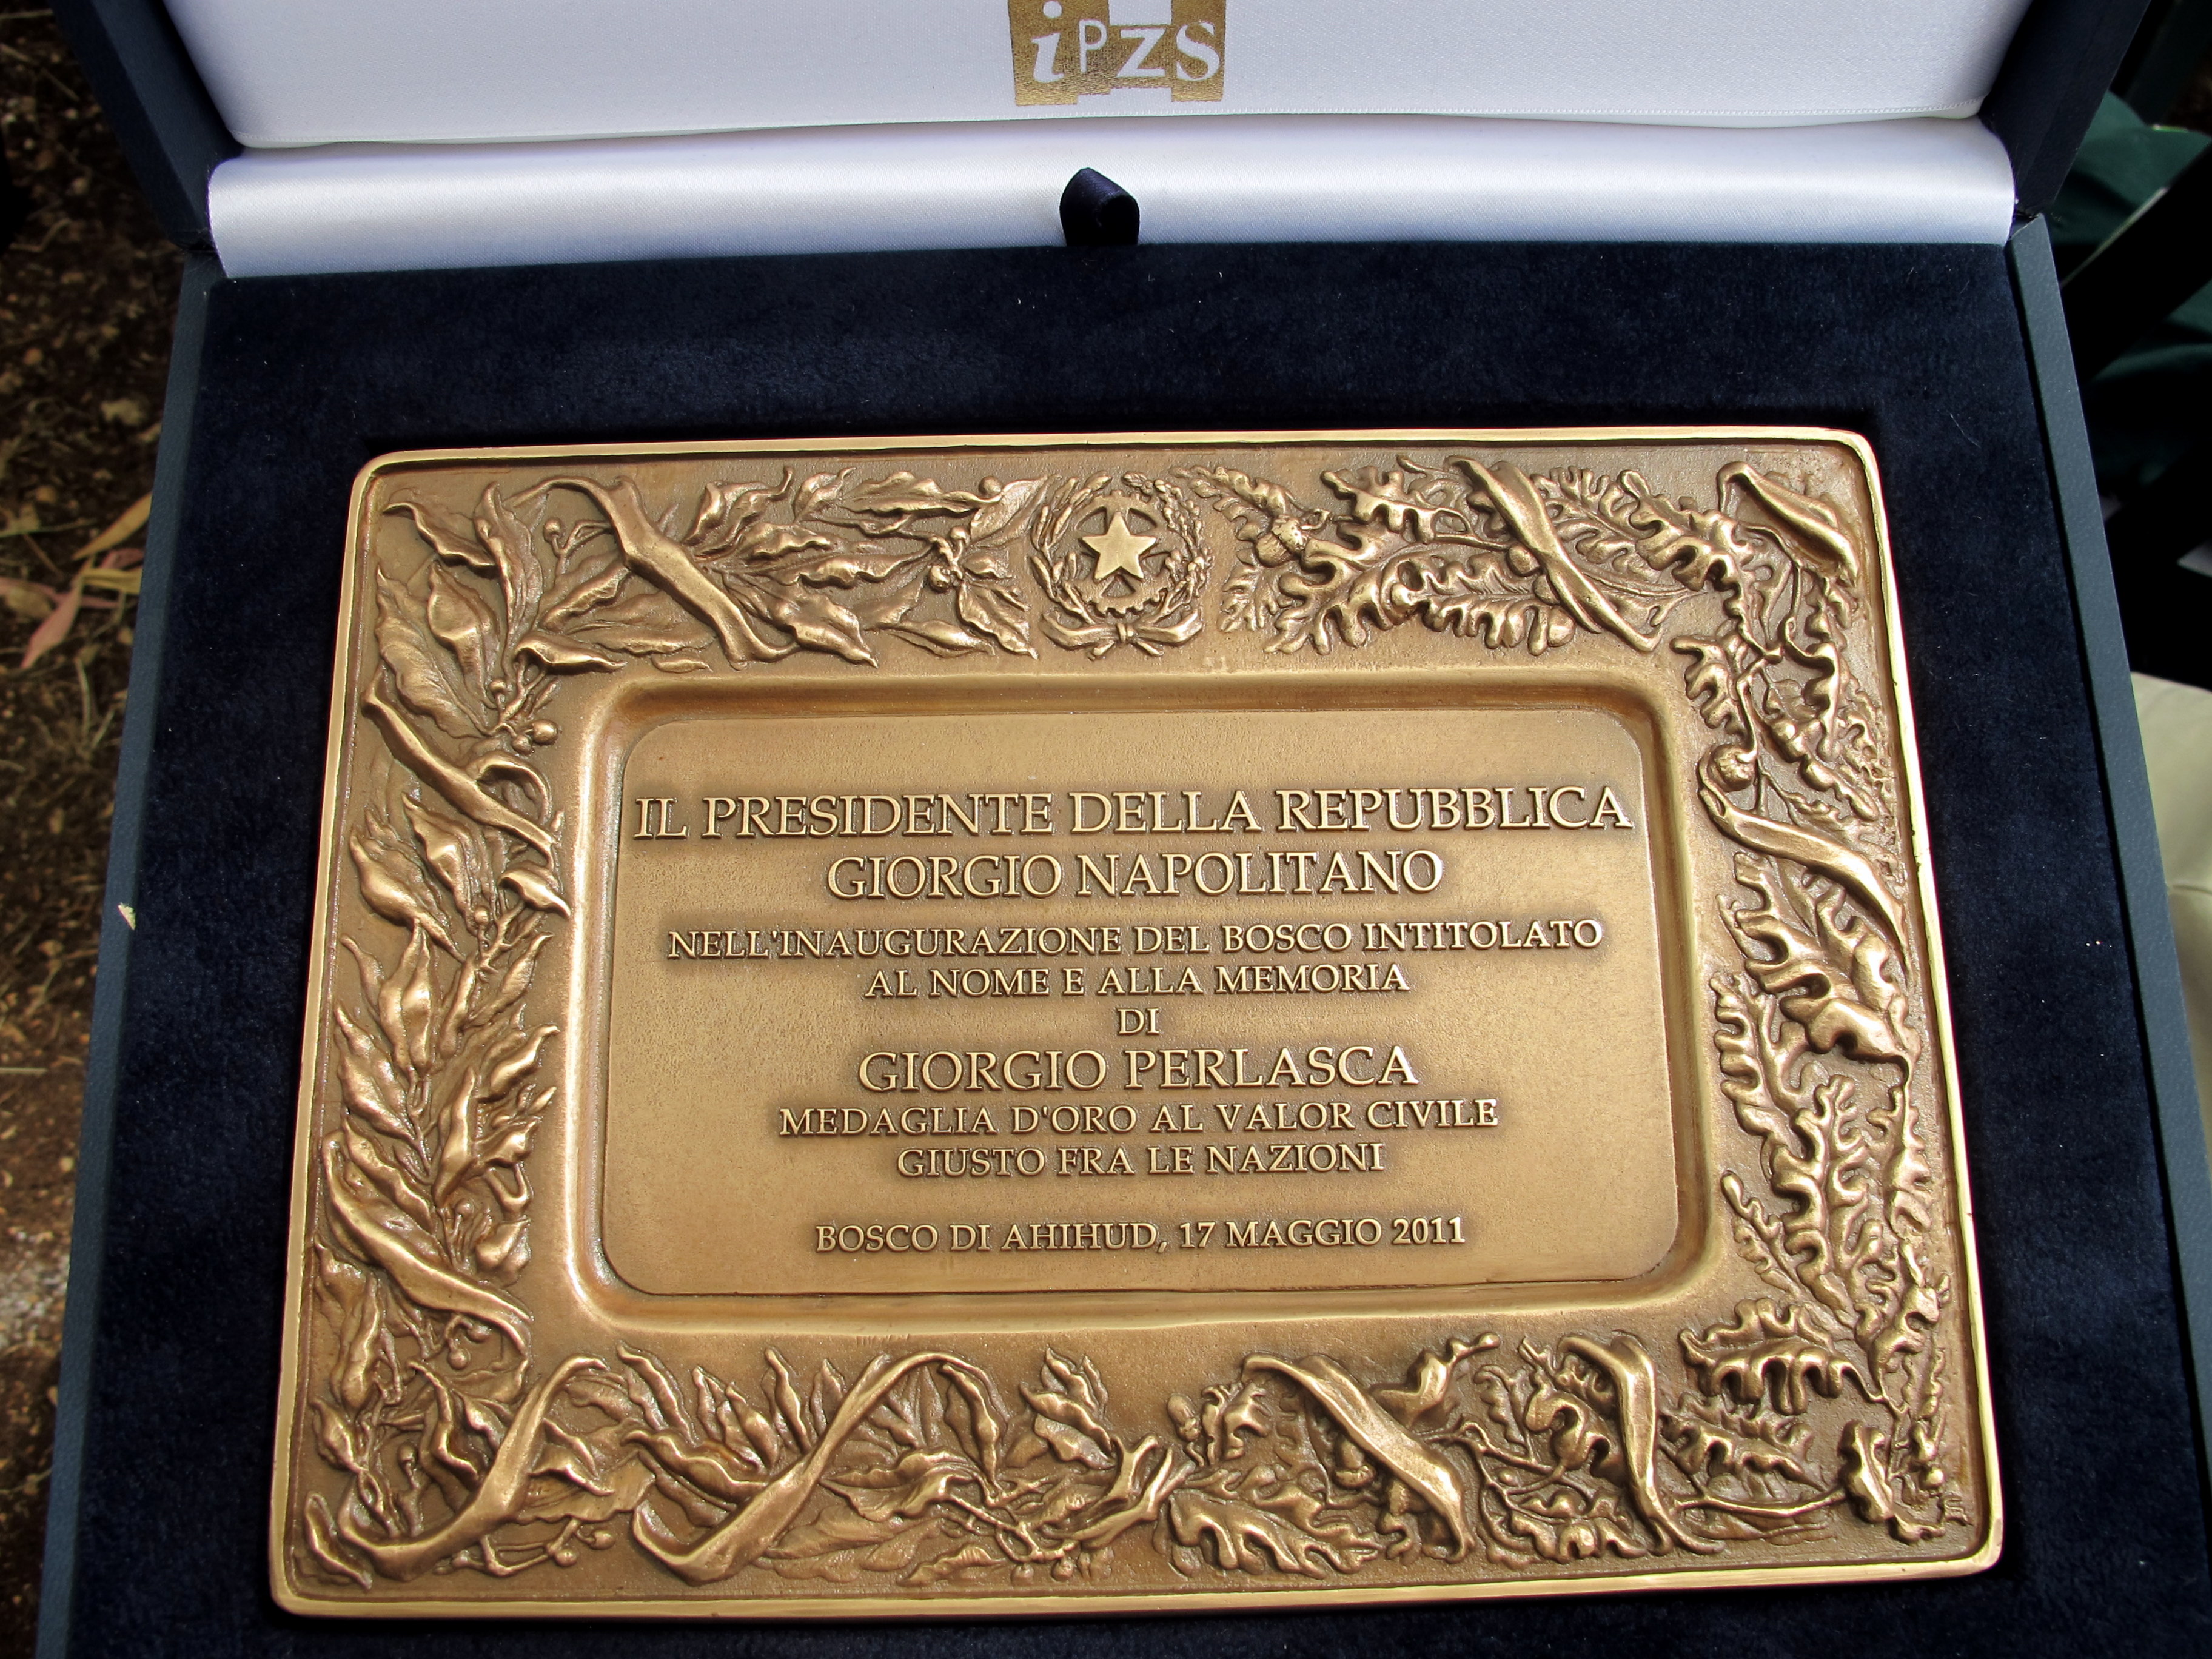 iPZS
IL PRESIDENTE DELLA REPUBBLICA
GIORGIO NAPOLITANO
NELL'INAUGURAZIONE DEL BOSCO INTITOLATO
AL NOME E ALLA MEMORIA
DI
GIORGIO PERLASCA
MEDAGLIA D'ORO AL VALOR CIVILE
GIUSTO FRA LE NAZIONI
BOSCO DI AHIHUD, 17 MAGGIO 2011